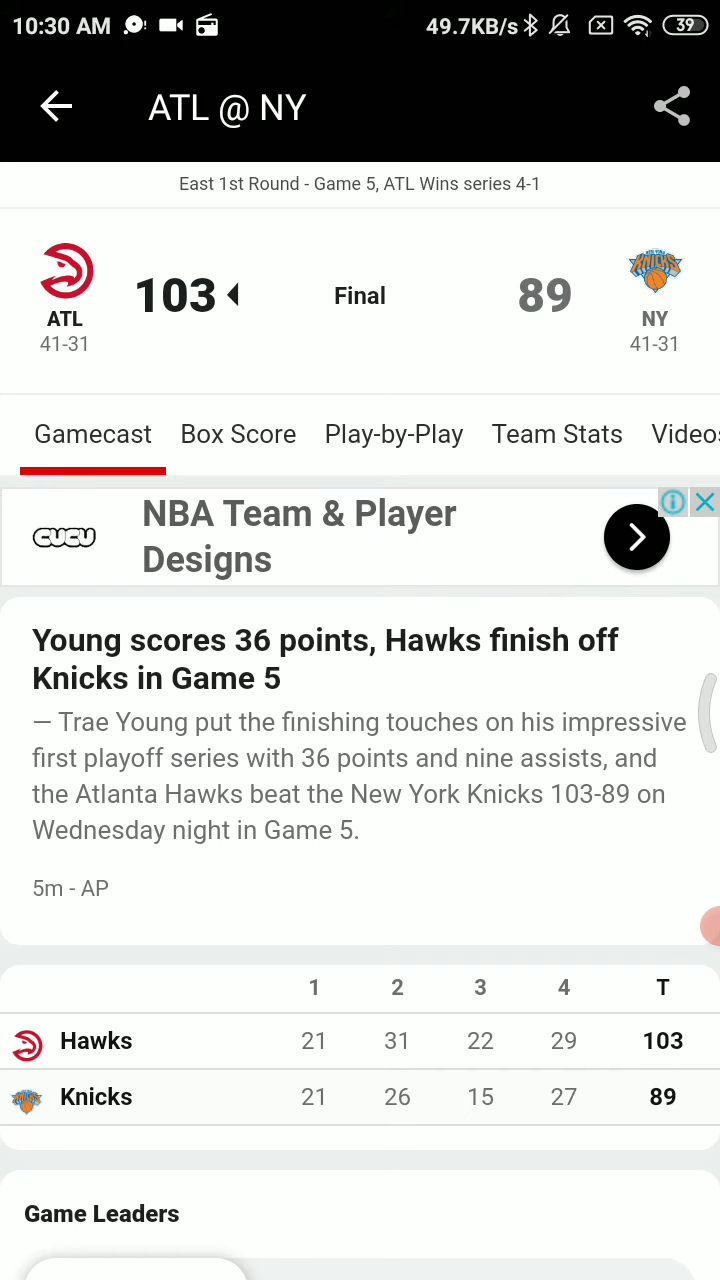 10:30 AM 49.7KB/s 39
ATL @ NY
East 1st Round - Game 5, ATL Wins series 4-1
103 Final 89
ATL NY
41-31 41-31
Gamecast Box Score Play-by-Play Team Stats Videos
CUCU
NBA Team & Player
Designs
Young scores 36 points, Hawks finish off
Knicks in Game 5
— Trae Young put the finishing touches on his impressive
first playoff series with 36 points and nine assists, and
the Atlanta Hawks beat the New York Knicks 103-89 on
Wednesday night in Game 5.
5m - AP
1 2 3 4 T
Hawks 21 31 22 29 103
Knicks 21 26 15 27 89
Game Leaders